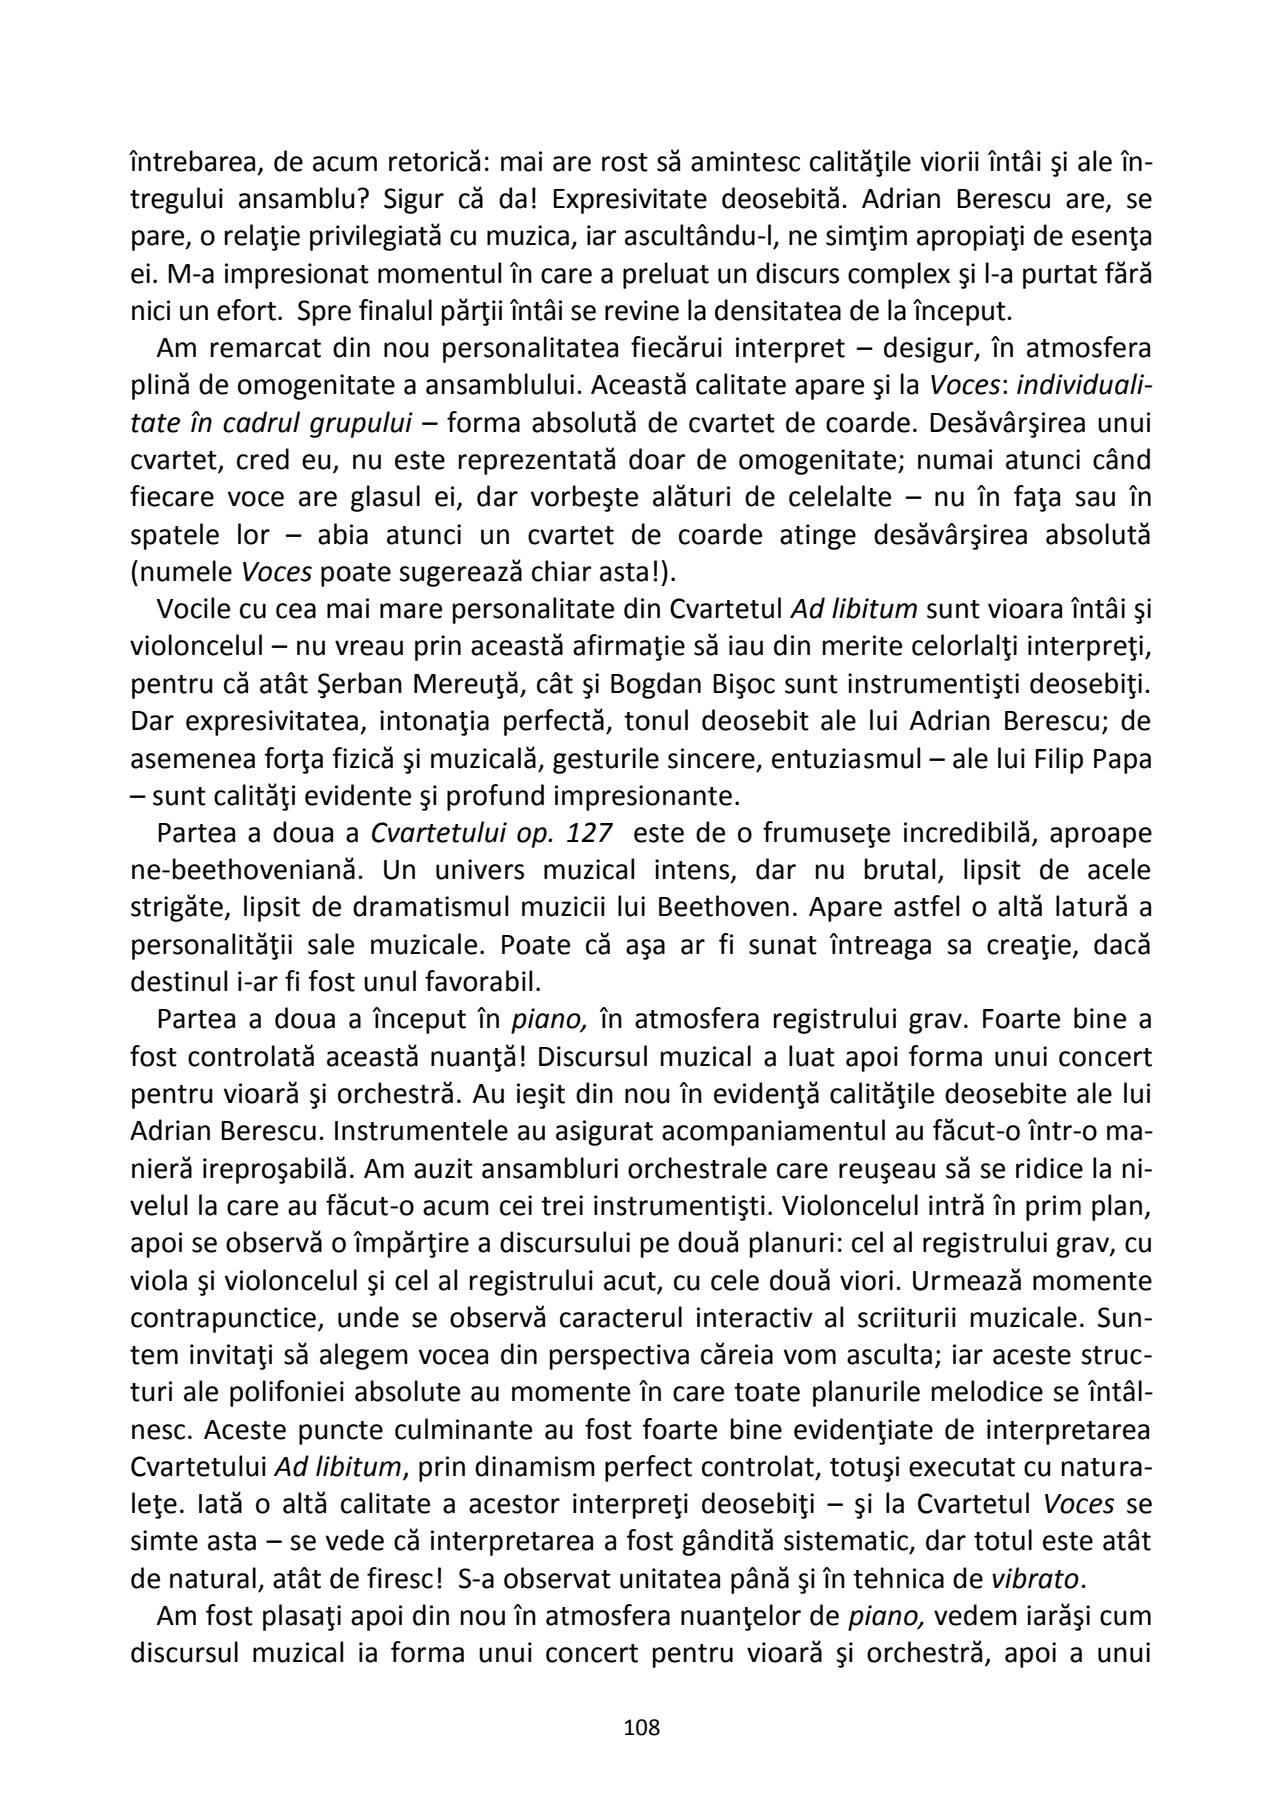 întrebarea, de acum retorică: mai are rost să amintesc calităţile viorii întâi şi ale în-
tregului ansamblu? Sigur că da! Expresivitate deosebită. Adrian Berescu are, se
pare, o relaţie privilegiată cu muzica, iar ascultându-l, ne simţim apropiaţi de esenţa
ei. M-a impresionat momentul în care a preluat un discurs complex şi l-a purtat fără
nici un efort.  Spre finalul părţii întâi se revine la densitatea de la început.
Am remarcat din nou personalitatea fiecărui interpret – desigur, în atmosfera
plină de omogenitate a ansamblului. Această calitate apare şi la Voces: individuali-
tate în cadrul grupului – forma absolută de cvartet de coarde. Desăvârşirea unui
cvartet, cred eu, nu este reprezentată doar de omogenitate; numai atunci când
fiecare voce are glasul ei, dar vorbeşte alături de celelalte – nu în faţa sau în
spatele lor – abia atunci un cvartet de coarde atinge desăvârşirea absolută
(numele Voces poate sugerează chiar asta!).
Vocile cu cea mai mare personalitate din Cvartetul Ad libitum sunt vioara întâi şi
violoncelul – nu vreau prin această afirmaţie să iau din merite celorlalţi interpreţi,
pentru că atât Şerban Mereuţă, cât şi Bogdan Bişoc sunt instrumentişti deosebiţi.
Dar expresivitatea, intonaţia perfectă, tonul deosebit ale lui Adrian Berescu; de
asemenea forţa fizică şi muzicală, gesturile sincere, entuziasmul – ale lui Filip Papa
– sunt calităţi evidente şi profund impresionante.
Partea a doua a Cvartetului op. 127  este de o frumuseţe incredibilă, aproape
ne-beethoveniană. Un univers muzical intens, dar nu brutal, lipsit de acele
strigăte, lipsit de dramatismul muzicii lui Beethoven. Apare astfel o altă latură a
personalităţii sale muzicale. Poate că aşa ar fi sunat întreaga sa creaţie, dacă
destinul i-ar fi fost unul favorabil.
Partea a doua a început în piano, în atmosfera registrului grav. Foarte bine a
fost controlată această nuanţă! Discursul muzical a luat apoi forma unui concert
pentru vioară şi orchestră. Au ieşit din nou în evidenţă calităţile deosebite ale lui
Adrian Berescu. Instrumentele au asigurat acompaniamentul au făcut-o într-o ma-
nieră ireproşabilă. Am auzit ansambluri orchestrale care reuşeau să se ridice la ni-
velul la care au făcut-o acum cei trei instrumentişti. Violoncelul intră în prim plan,
apoi se observă o împărţire a discursului pe două planuri: cel al registrului grav, cu
viola şi violoncelul şi cel al registrului acut, cu cele două viori. Urmează momente
contrapunctice, unde se observă caracterul interactiv al scriiturii muzicale. Sun-
tem invitaţi să alegem vocea din perspectiva căreia vom asculta; iar aceste struc-
turi ale polifoniei absolute au momente în care toate planurile melodice se întâl-
nesc. Aceste puncte culminante au fost foarte bine evidenţiate de interpretarea
Cvartetului Ad libitum, prin dinamism perfect controlat, totuşi executat cu natura-
leţe. Iată o altă calitate a acestor interpreţi deosebiţi – şi la Cvartetul Voces se
simte asta – se vede că interpretarea a fost gândită sistematic, dar totul este atât
de natural, atât de firesc!  S-a observat unitatea până şi în tehnica de vibrato.
Am fost plasaţi apoi din nou în atmosfera nuanţelor de piano, vedem iarăşi cum
discursul muzical ia forma unui concert pentru vioară şi orchestră, apoi a unui
108